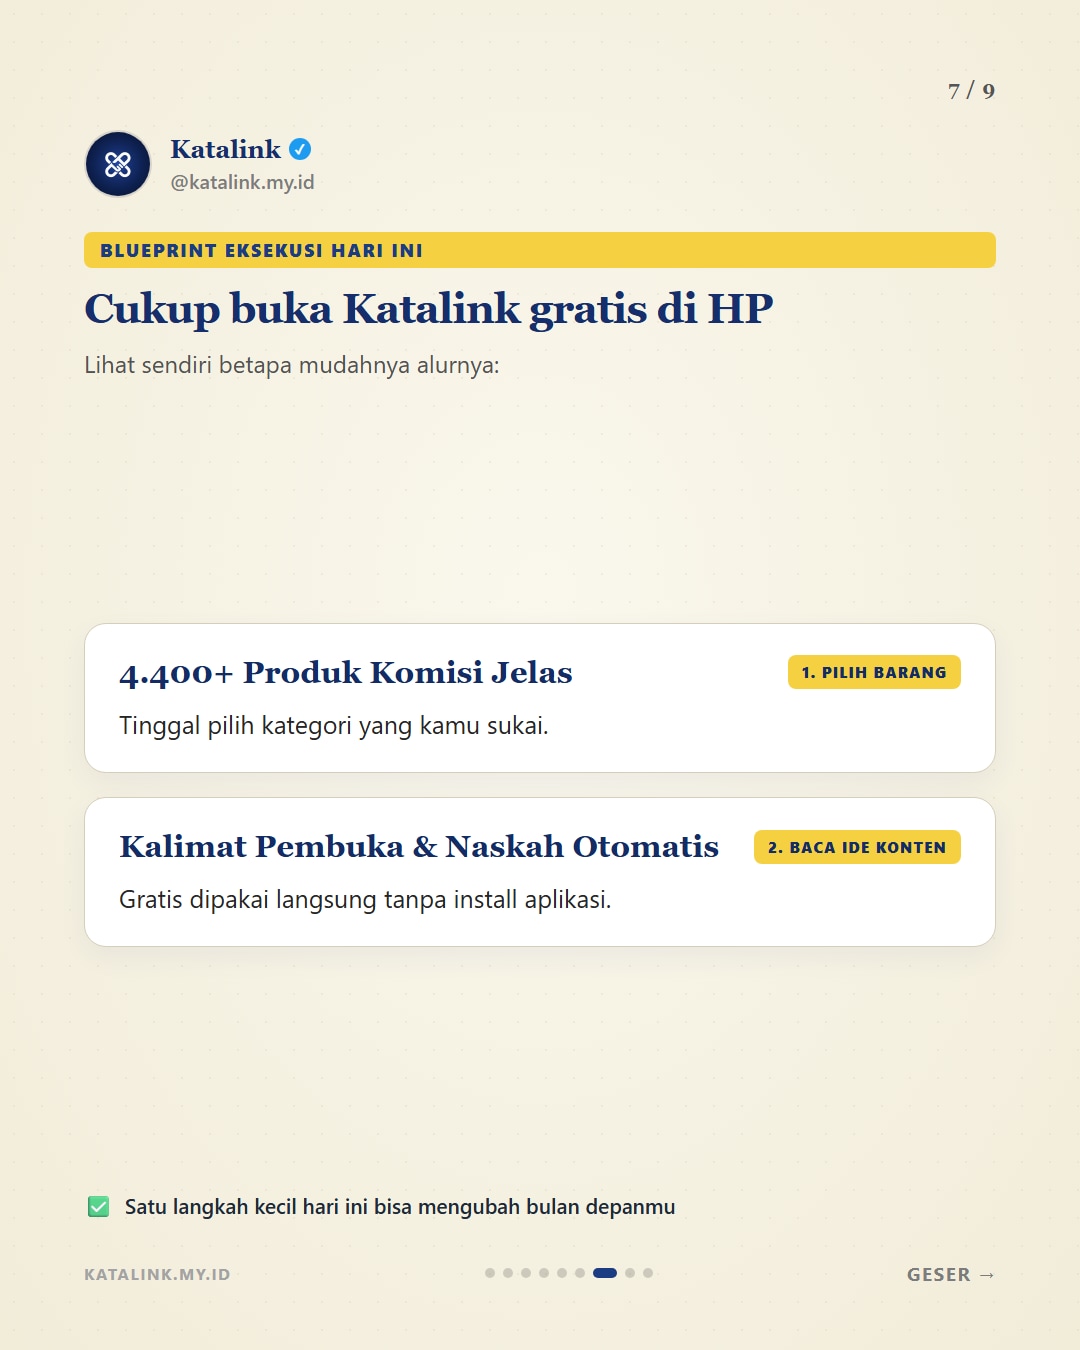 7 / 9
Katalink
@katalink.my.id
BLUEPRINT EKSEKUSI HARI INI
Cukup buka Katalink gratis di HP
Lihat sendiri betapa mudahnya alurnya:
4.400+ Produk Komisi Jelas
1. PILIH BARANG
Tinggal pilih kategori yang kamu sukai.
Kalimat Pembuka & Naskah Otomatis
2. BACA IDE KONTEN
Gratis dipakai langsung tanpa install aplikasi.
Satu langkah kecil hari ini bisa mengubah bulan depanmu
KATALINK.MY.ID
GESER →